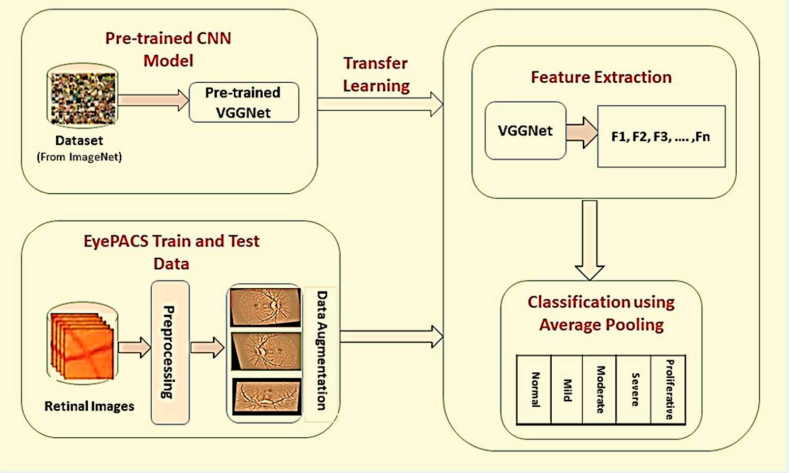 Pre-trained CNN
Model
Dataset
(From ImageNet)
Pre-trained
VGGNet
Transfer
Learning
EyePACS Train and Test
Data
Retinal Images
Preprocessing
Data Augmentation
Feature Extraction
VGGNet
F1, F2, F3, .... ,Fn
Classification using
Average Pooling
Normal
Mild
Moderate
Severe
Proliferative